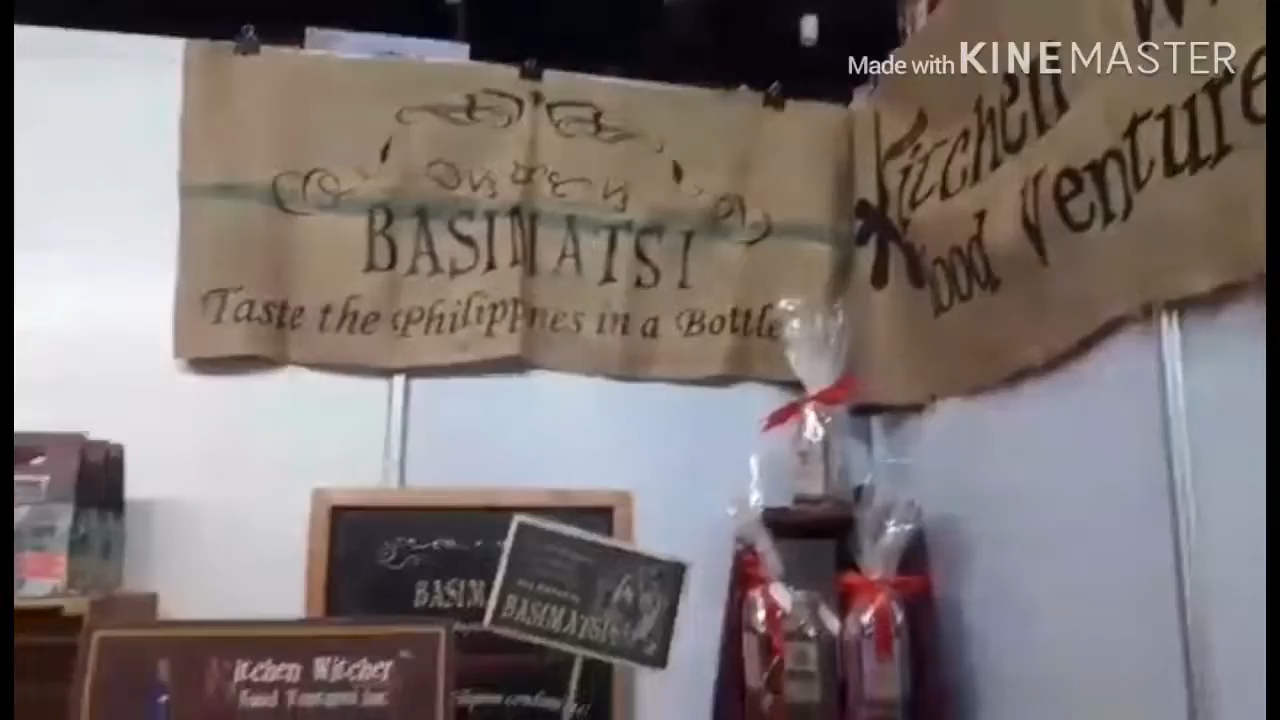 Made with KINEMASTER
BASIMATSI
Taste the Philippines in a Bottle
Kitchen
Food Venture
BASIM
BASIMATSI
Kitchen Witcher
Food Ventures Inc.